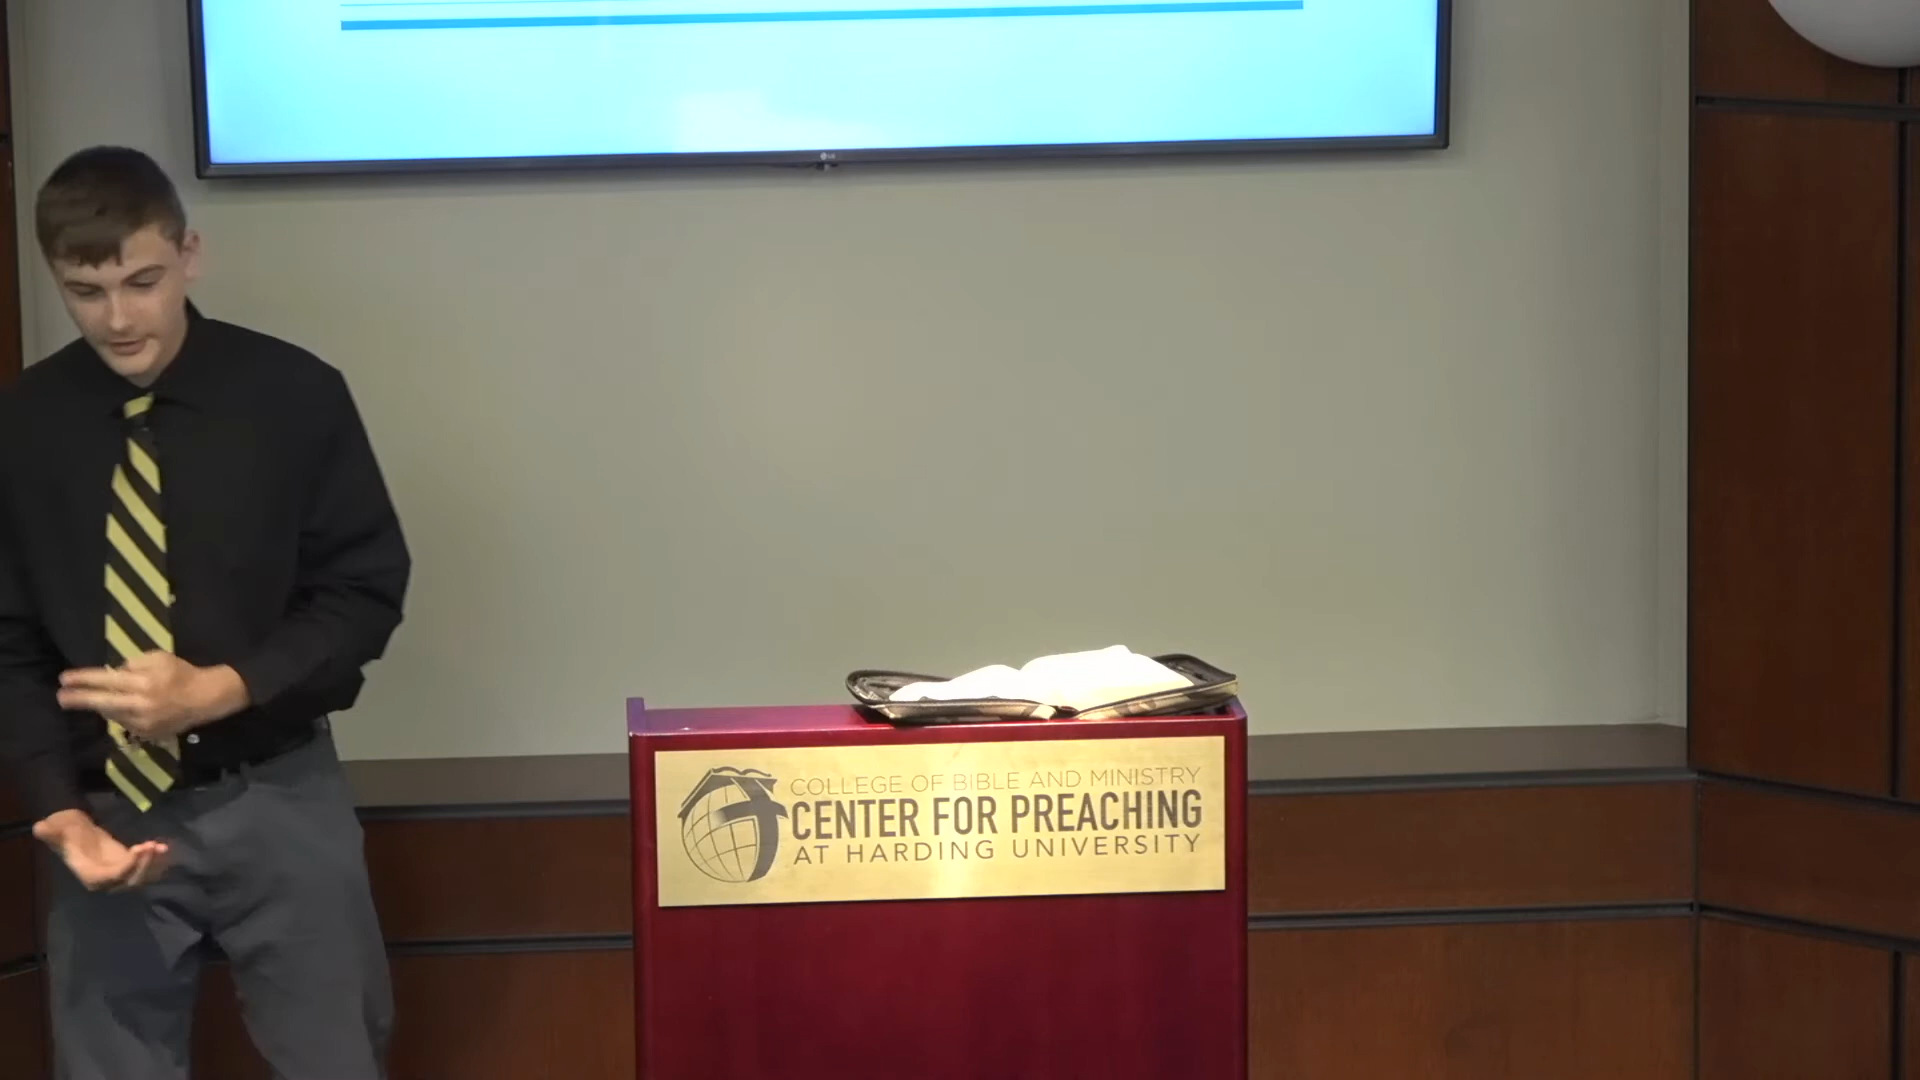 COLLEGE OF BIBLE AND MINISTRY
CENTER FOR PREACHING
AT HARDING UNIVERSITY